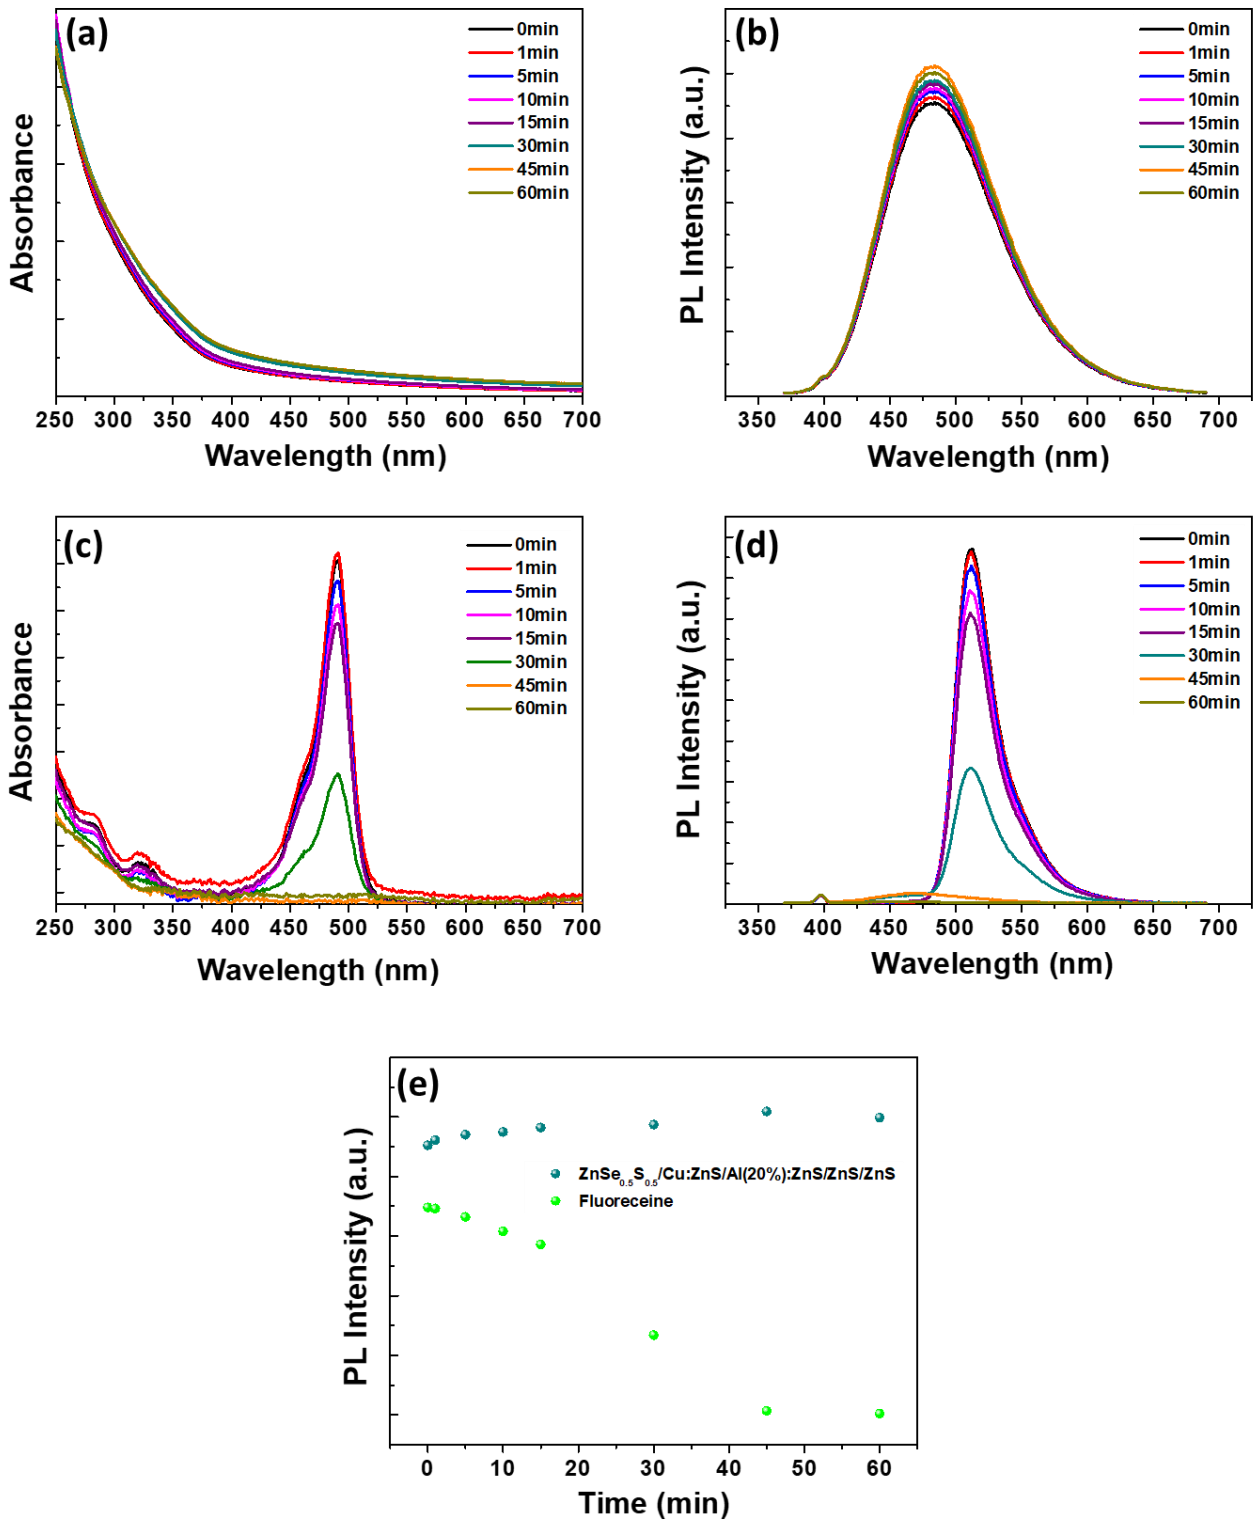 (a)
0min
1min
5min
10min
15min
30min
45min
60min
Absorbance
250 300 350 400 450 500 550 600 650 700
Wavelength (nm)
(b)
0min
1min
5min
10min
15min
30min
45min
60min
PL Intensity (a.u.)
350 400 450 500 550 600 650 700
Wavelength (nm)
(c)
0min
1min
5min
10min
15min
30min
45min
60min
Absorbance
250 300 350 400 450 500 550 600 650 700
Wavelength (nm)
(d)
0min
1min
5min
10min
15min
30min
45min
60min
PL Intensity (a.u.)
350 400 450 500 550 600 650 700
Wavelength (nm)
(e)
PL Intensity (a.u.)
ZnSe0.5S0.5/Cu:ZnS/Al(20%):ZnS/ZnS/ZnS
Fluoreceine
0 10 20 30 40 50 60
Time (min)